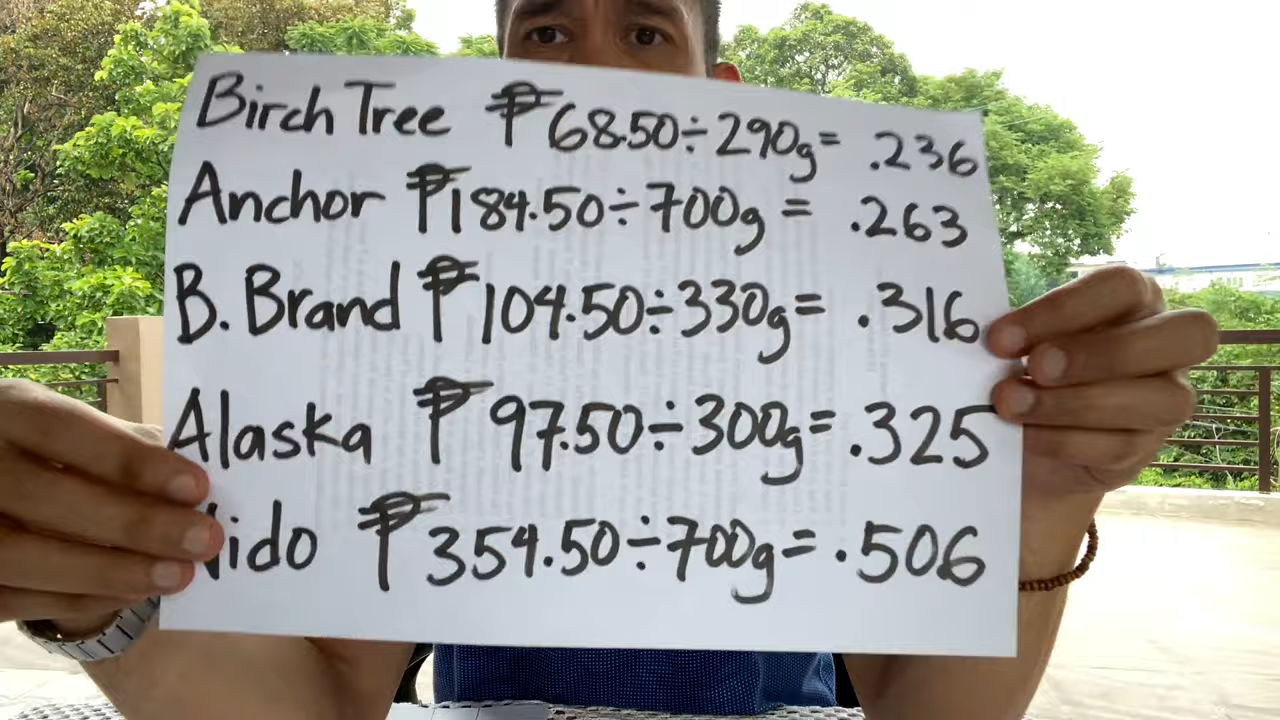 Birch Tree ₱68.50÷290g= .236
Anchor ₱184.50÷700g = .263
B. Brand ₱104.50÷330g= .316
Alaska ₱97.50÷300g= .325
₱354.50÷700g= .506